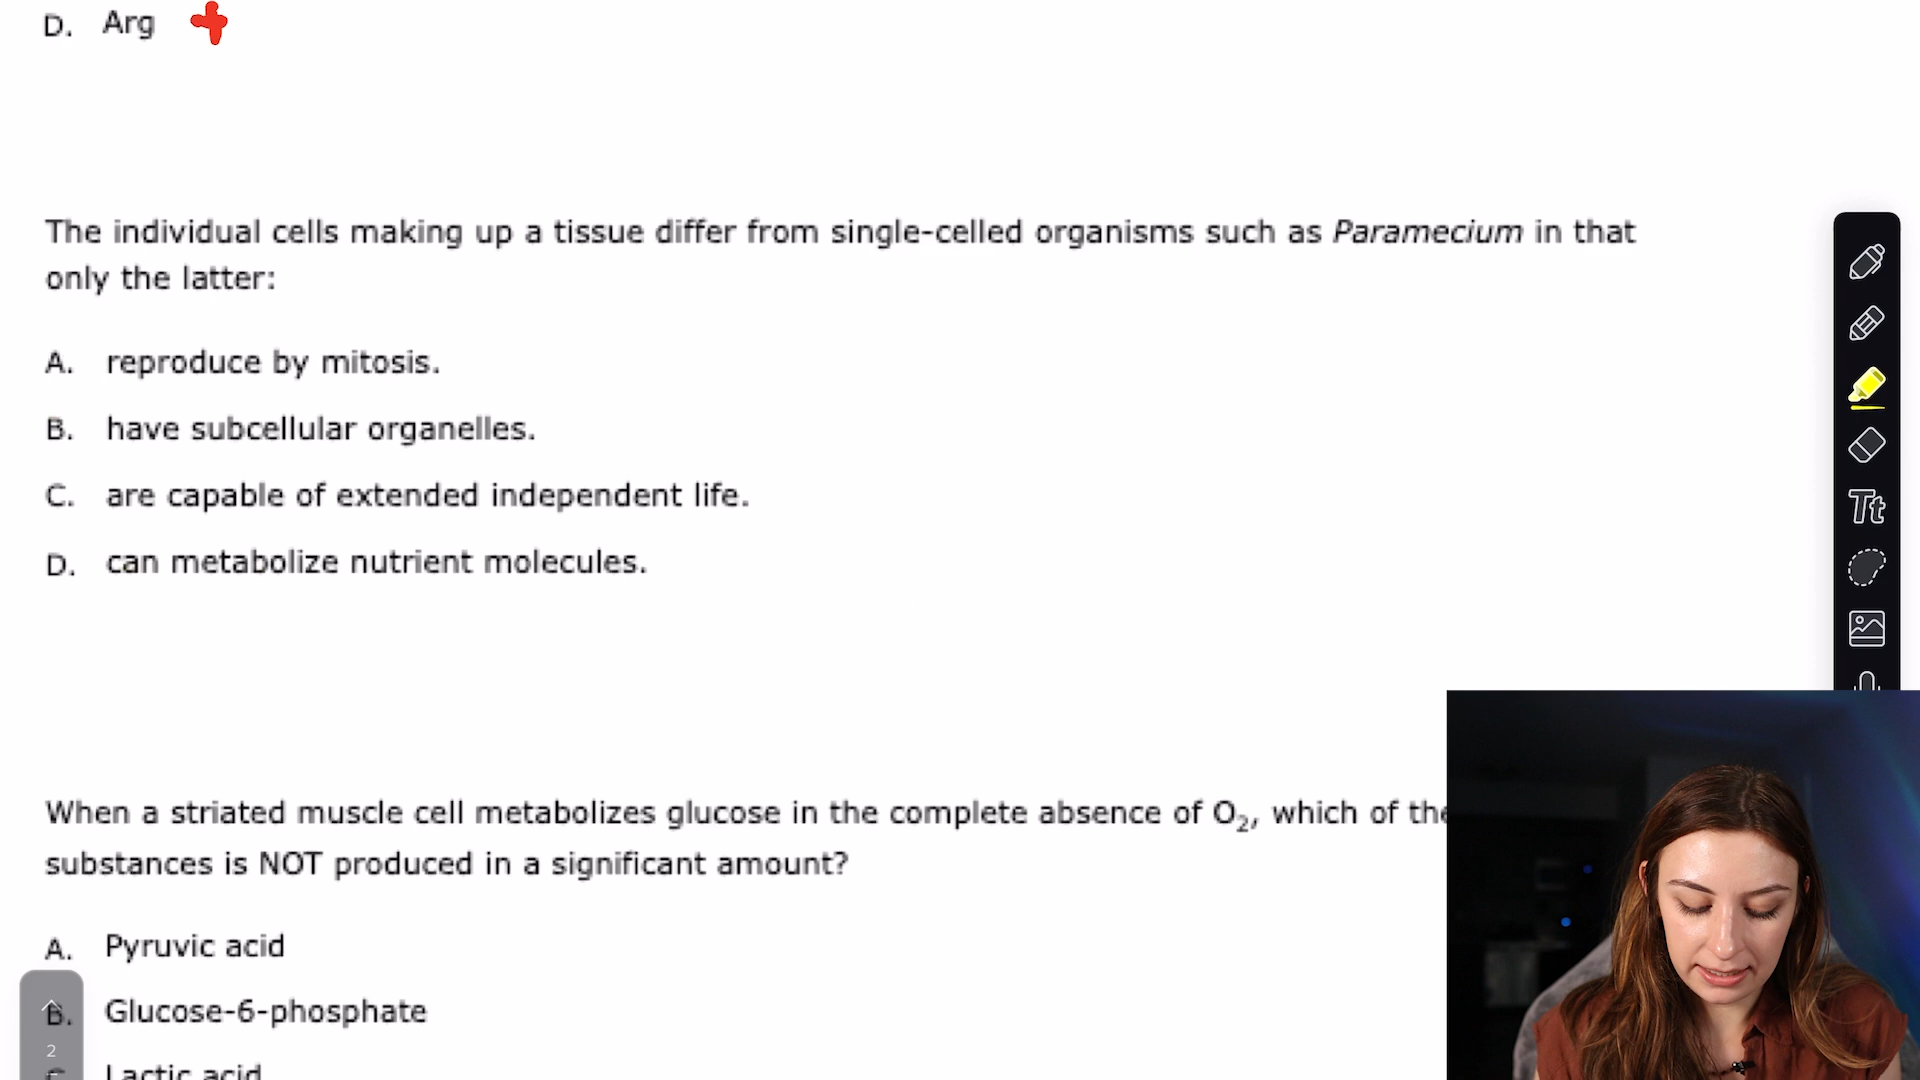 D. Arg
The individual cells making up a tissue differ from single-celled organisms such as Paramecium in that
only the latter:
A. reproduce by mitosis.
B. have subcellular organelles.
C. are capable of extended independent life.
D. can metabolize nutrient molecules.
Tt
When a striated muscle cell metabolizes glucose in the complete absence of O₂, which of the
substances is NOT produced in a significant amount?
A. Pyruvic acid
B. Glucose-6-phosphate
2
C. Lactic acid